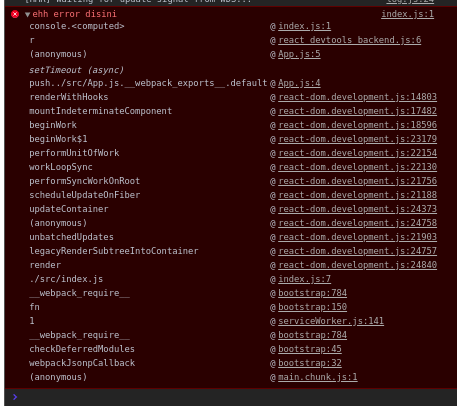 [HMR] Waiting for update signal from WDS... log.js:24
ehh error disini index.js:1
console.<computed> @ index.js:1
r @ react_devtools_backend.js:6
(anonymous) @ App.js:5
setTimeout (async)
push../src/App.js.__webpack_exports__.default @ App.js:4
renderWithHooks @ react-dom.development.js:14803
mountIndeterminateComponent @ react-dom.development.js:17482
beginWork @ react-dom.development.js:18596
beginWork$1 @ react-dom.development.js:23179
performUnitOfWork @ react-dom.development.js:22154
workLoopSync @ react-dom.development.js:22130
performSyncWorkOnRoot @ react-dom.development.js:21756
scheduleUpdateOnFiber @ react-dom.development.js:21188
updateContainer @ react-dom.development.js:24373
(anonymous) @ react-dom.development.js:24758
unbatchedUpdates @ react-dom.development.js:21903
legacyRenderSubtreeIntoContainer @ react-dom.development.js:24757
render @ react-dom.development.js:24840
./src/index.js @ index.js:7
__webpack_require__ @ bootstrap:784
fn @ bootstrap:150
1 @ serviceWorker.js:141
__webpack_require__ @ bootstrap:784
checkDeferredModules @ bootstrap:45
webpackJsonpCallback @ bootstrap:32
(anonymous) @ main.chunk.js:1